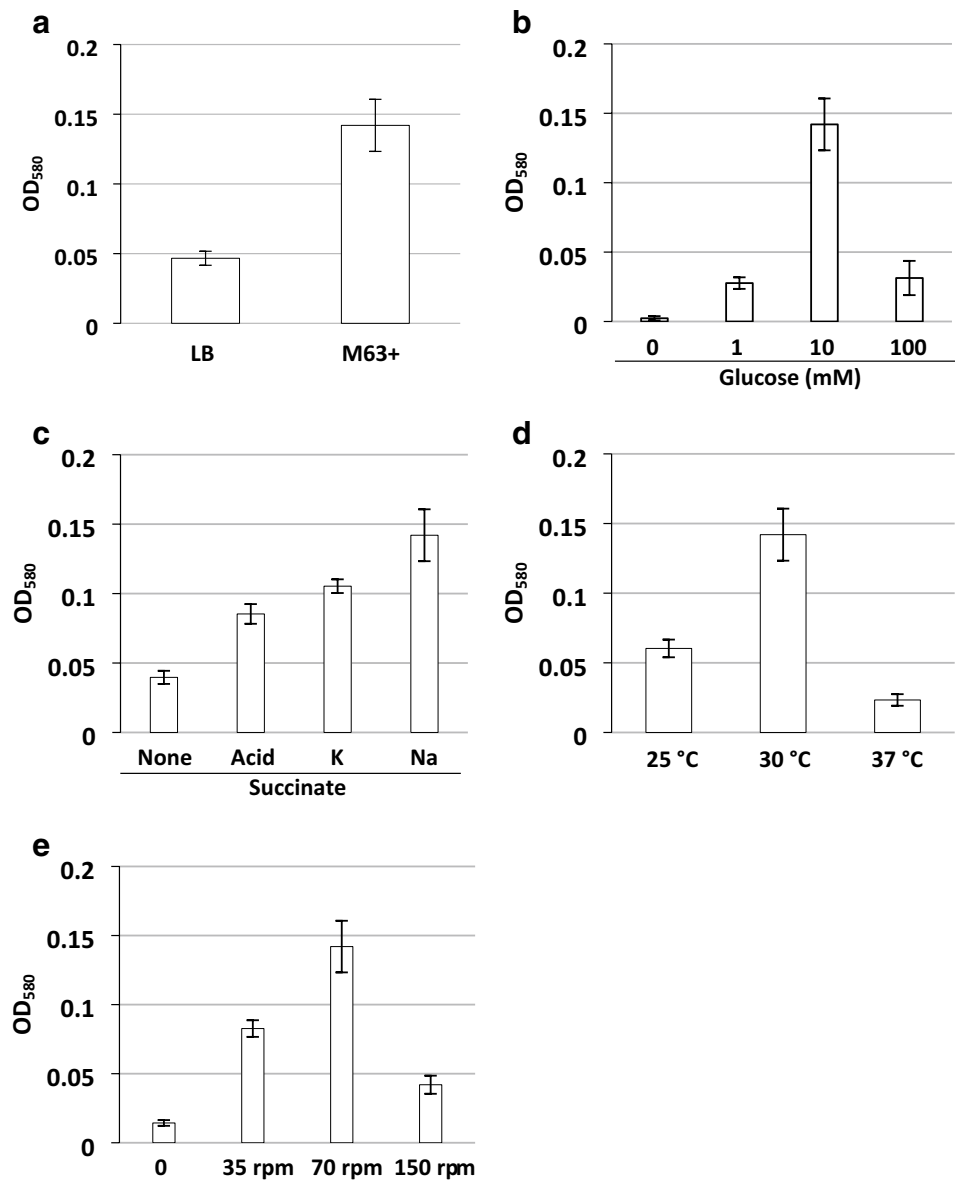 a
0.2
0.15
0.1
0.05
0
OD580
LB M63+
b
0.2
0.15
0.1
0.05
0
OD580
0 1 10 100
Glucose (mM)
c
0.2
0.15
0.1
0.05
0
OD580
None Acid K Na
Succinate
d
0.2
0.15
0.1
0.05
0
OD580
25 °C 30 °C 37 °C
e
0.2
0.15
0.1
0.05
0
OD580
0 35 rpm 70 rpm 150 rpm